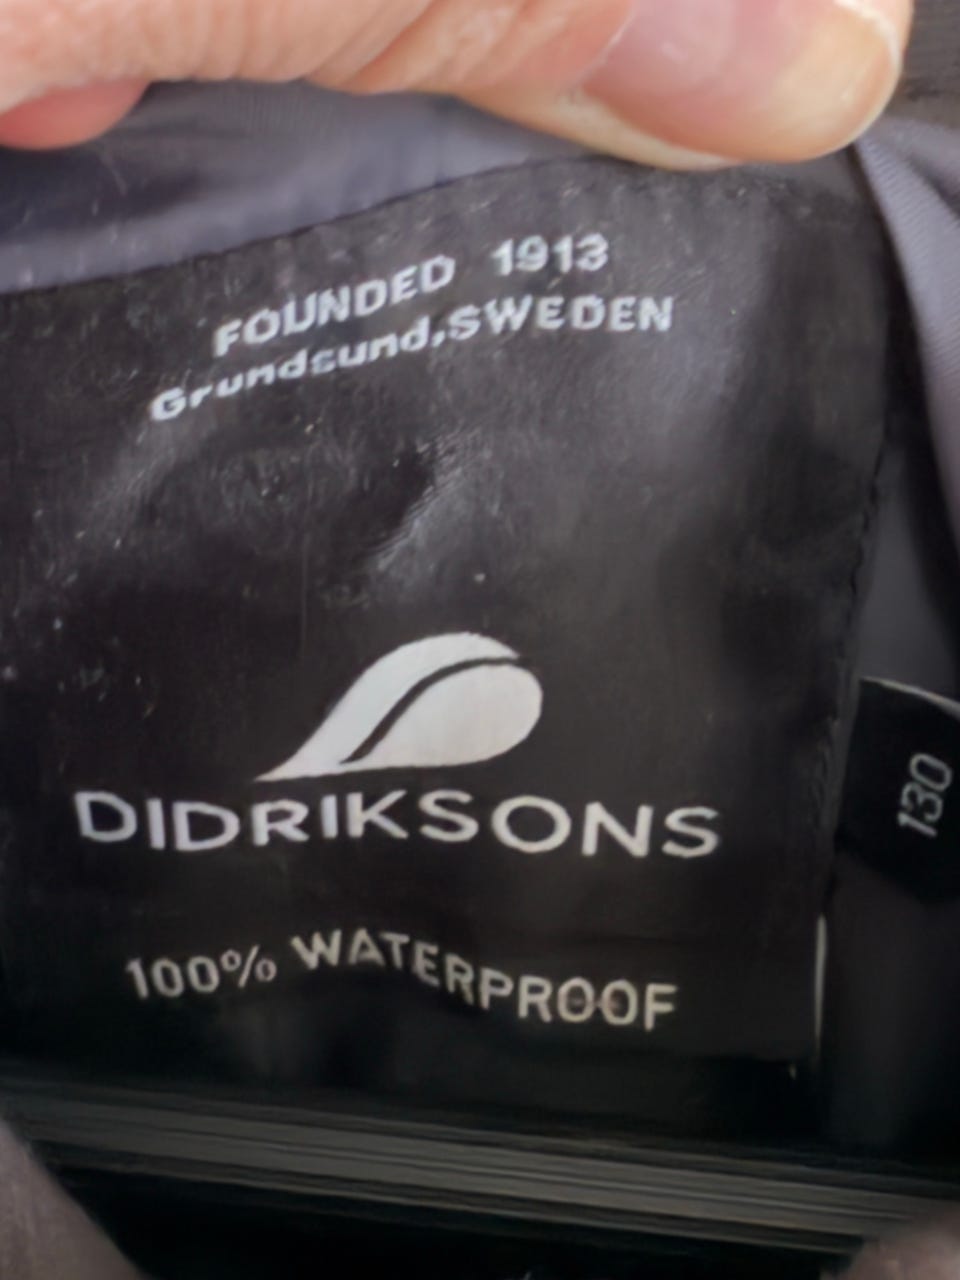 FOUNDED 1913
Grundsund,SWEDEN
DIDRIKSONS
130
100% WATERPROOF